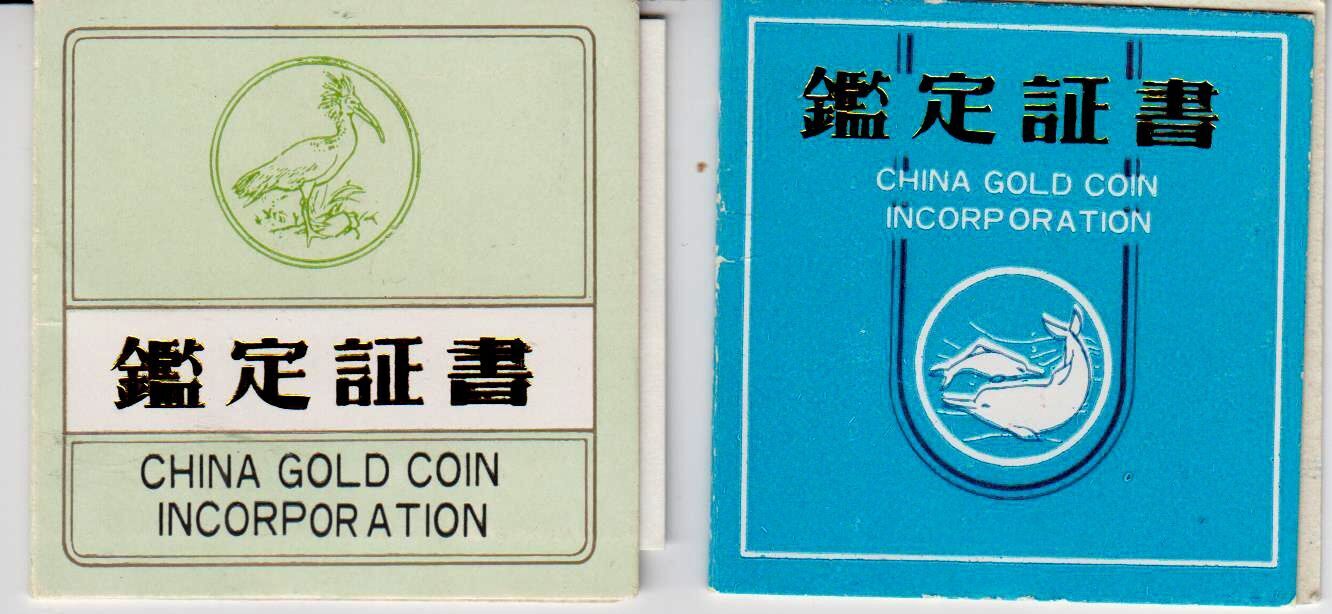 鑑定証書
CHINA GOLD COIN
INCORPORATION
鑑定証書
CHINA GOLD COIN
INCORPORATION